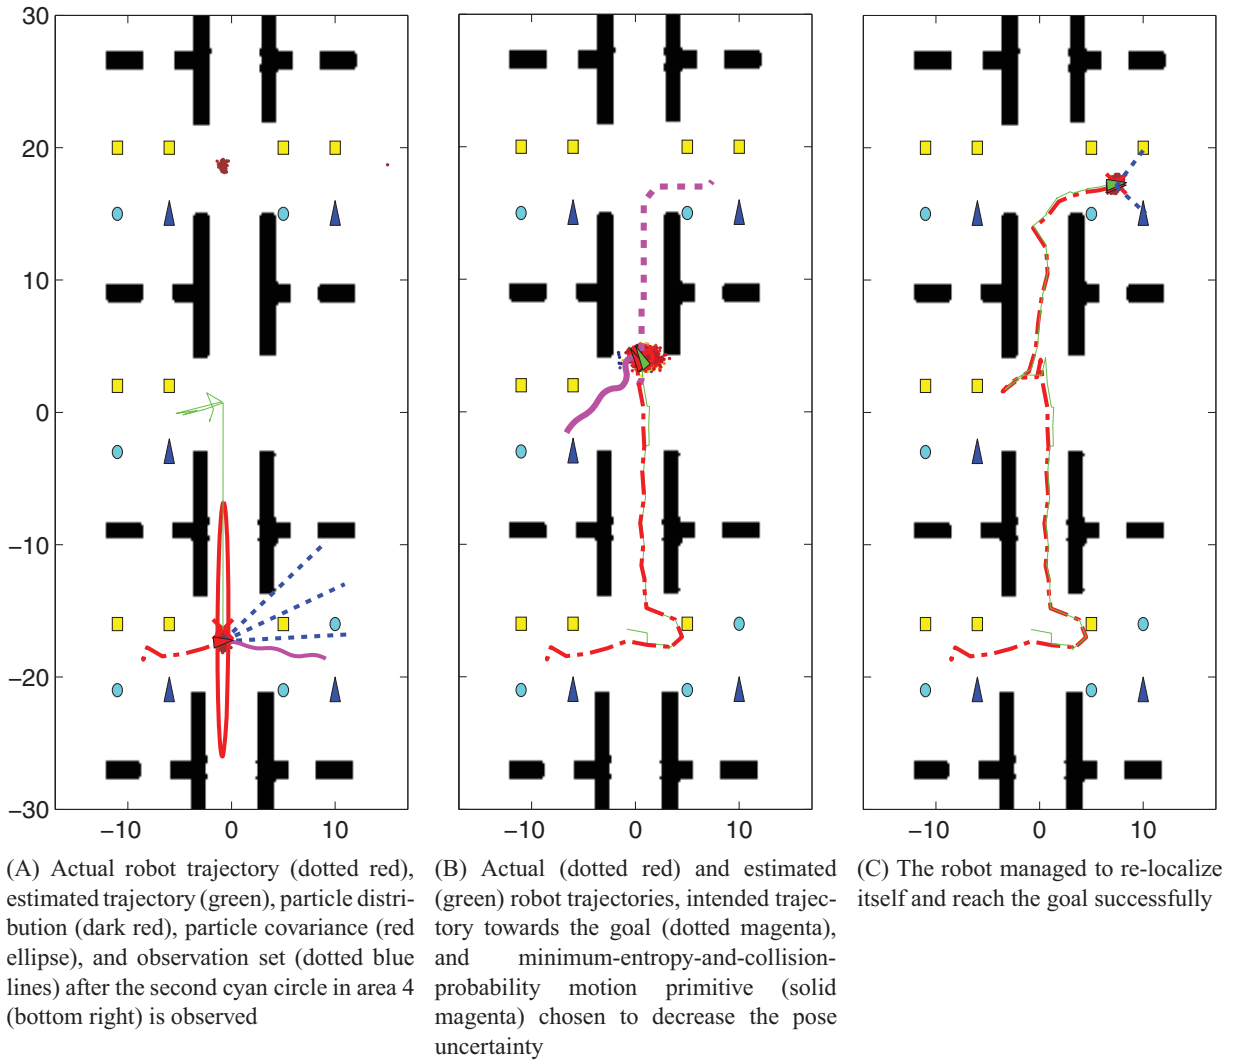 30
20
10
0
−10
−20
−30
−10 0 10
−10 0 10
−10 0 10
(A) Actual robot trajectory (dotted red),
estimated trajectory (green), particle distri-
bution (dark red), particle covariance (red
ellipse), and observation set (dotted blue
lines) after the second cyan circle in area 4
(bottom right) is observed
(B) Actual (dotted red) and estimated
(green) robot trajectories, intended trajec-
tory towards the goal (dotted magenta),
and minimum-entropy-and-collision-
probability motion primitive (solid
magenta) chosen to decrease the pose
uncertainty
(C) The robot managed to re-localize
itself and reach the goal successfully